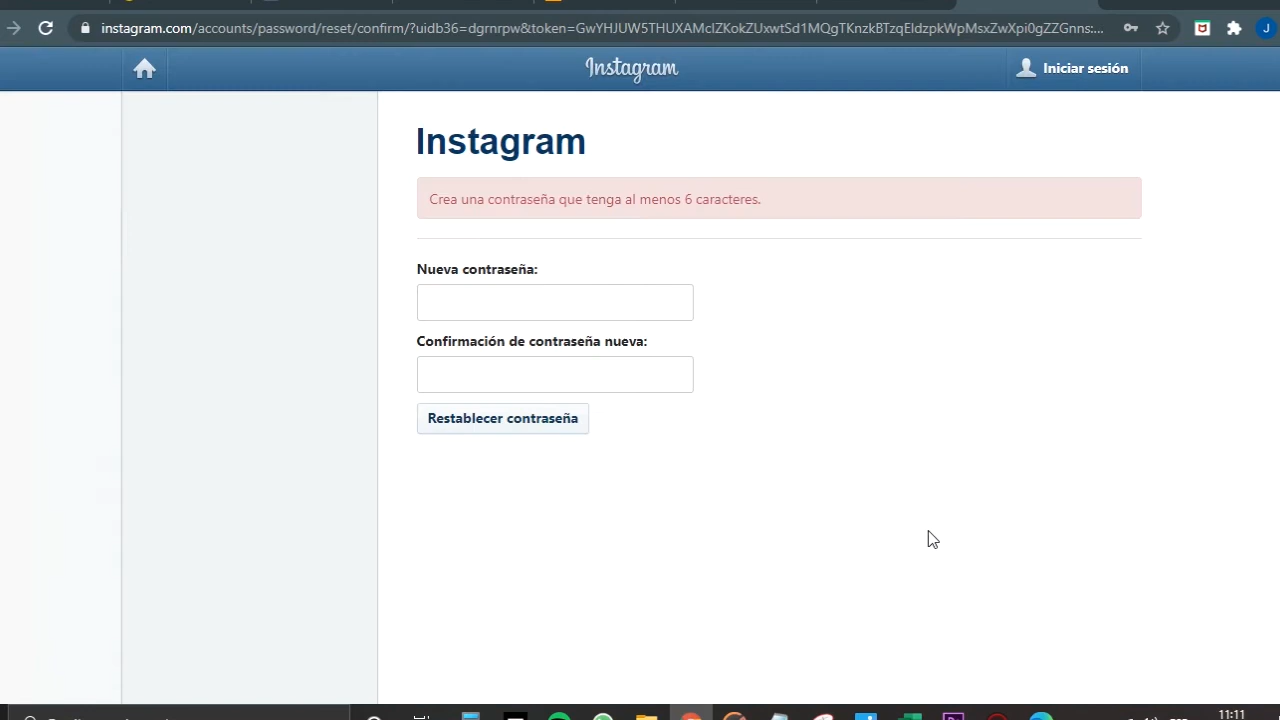 instagram.com/accounts/password/reset/confirm/?uidb36=dgrnrpw&token=GwYHJUW5THUXAMcIZKokZUxwtSd1MQgTKnzkBTzqEldzpkWpMsxZwXpi0gZZGnns:...
J
Instagram
Iniciar sesión
Instagram
Crea una contraseña que tenga al menos 6 caracteres.
Nueva contraseña:
Confirmación de contraseña nueva:
Restablecer contraseña
11:11